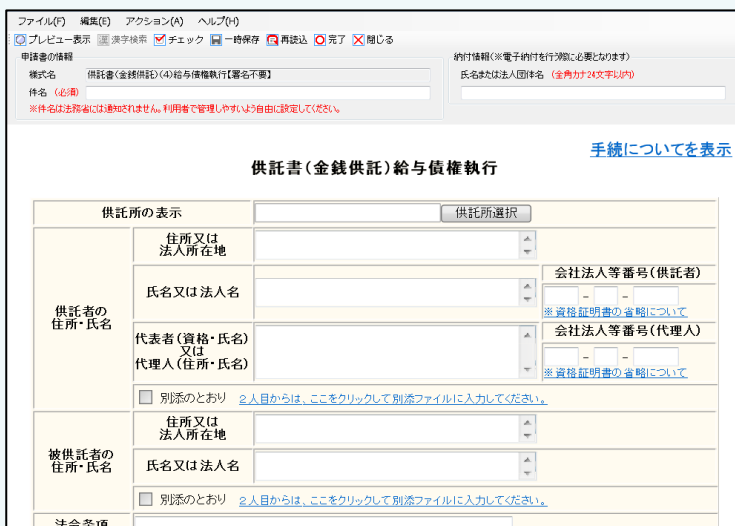 ファイル(F) 編集(E) アクション(A) ヘルプ(H)
プレビュー表示 漢字検索 チェック 一時保存 再読込 完了 閉じる
申請書の情報
様式名 供託書(金銭供託)(4)給与債権執行【署名不要】
件名 (必須)
※件名は法務省には通知されません。利用者で管理しやすいよう自由に設定してください。
納付情報(※電子納付を行う際に必要となります)
氏名または法人団体名 (全角カナ24文字以内)
手続についてを表示
供託書(金銭供託)給与債権執行
供託所の表示 供託所選択
供託者の
住所・氏名
住所又は
法人所在地
氏名又は法人名
会社法人等番号(供託者)
- -
※資格証明書の省略について
代表者(資格・氏名)
又は
代理人(住所・氏名)
会社法人等番号(代理人)
- -
※資格証明書の省略について
別添のとおり 2人目からは、ここをクリックして別添ファイルに入力してください。
被供託者の
住所・氏名
住所又は
法人所在地
氏名又は法人名
別添のとおり 2人目からは、ここをクリックして別添ファイルに入力してください。
法令条項